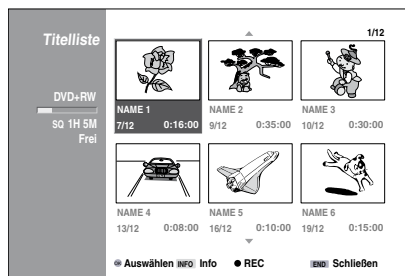 Titelliste
1/12
DVD+RW
SQ 1H 5M
Frei
NAME 1
7/12 0:16:00
NAME 2
9/12 0:35:00
NAME 3
10/12 0:30:00
NAME 4
13/12 0:08:00
NAME 5
16/12 0:10:00
NAME 6
19/12 0:15:00
OK Auswählen INFO Info ● REC END Schließen